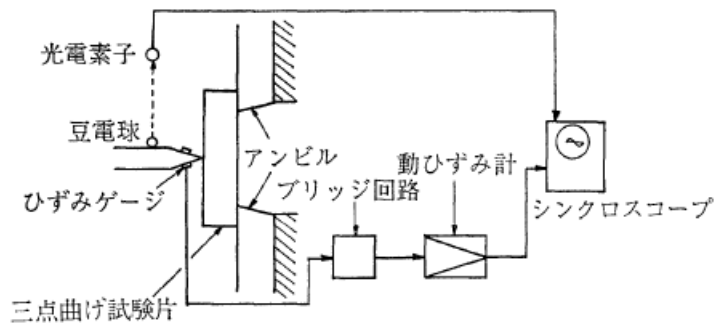 光電素子
豆電球
アンビル
動ひずみ計
ひずみゲージ
ブリッジ回路
シンクロスコープ
三点曲げ試験片